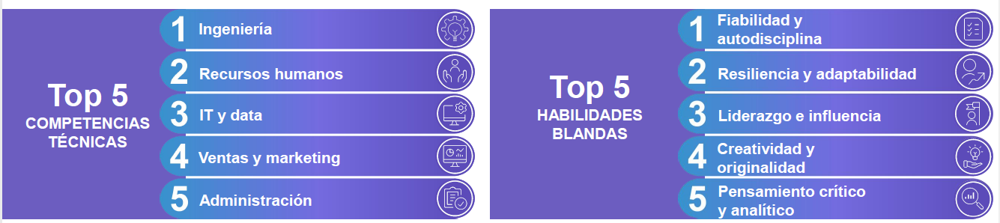 Top 5
COMPETENCIAS
TÉCNICAS
1 Ingeniería
2 Recursos humanos
3 IT y data
4 Ventas y marketing
5 Administración
Top 5
HABILIDADES
BLANDAS
1 Fiabilidad y
autodisciplina
2 Resiliencia y adaptabilidad
3 Liderazgo e influencia
4 Creatividad y
originalidad
5 Pensamiento crítico
y analítico